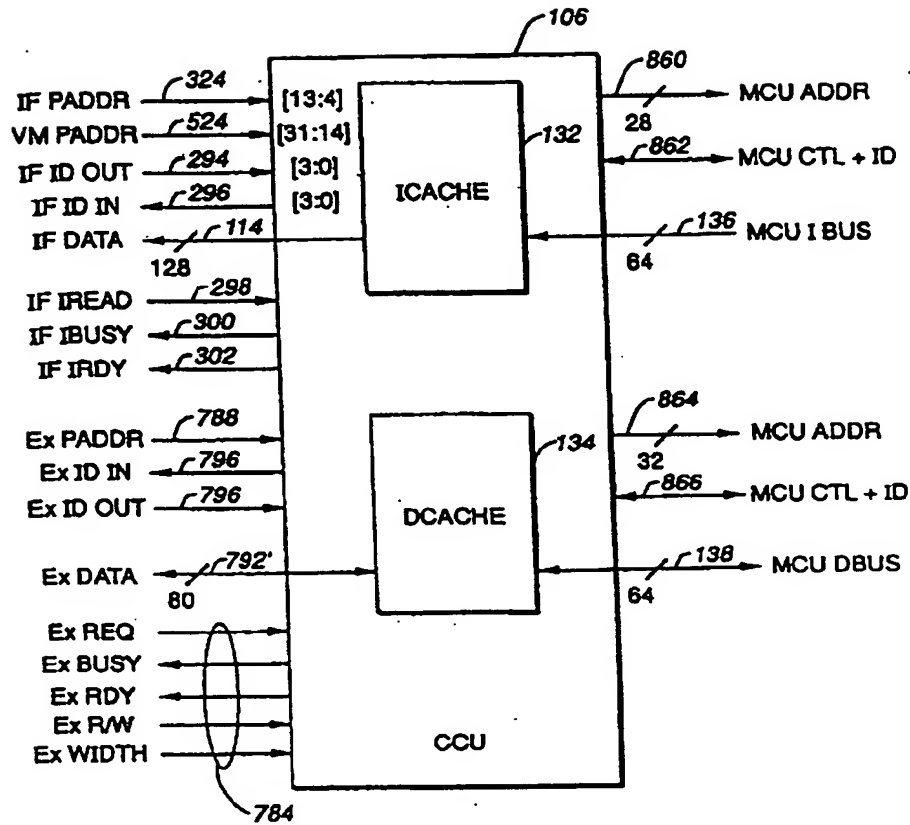 106
IF PADDR 324 [13:4] 860 MCU ADDR
28
VM PADDR 524 [31:14] 132 862 MCU CTL + ID
IF ID OUT 294 [3:0]
IF ID IN 296 [3:0] ICACHE
IF DATA 114 136 MCU I BUS
128 64
IF IREAD 298
IF IBUSY 300
IF IRDY 302
Ex PADDR 788 864 MCU ADDR
32
Ex ID IN 796 134
Ex ID OUT 796 866 MCU CTL + ID
DCACHE
Ex DATA 792' 138 MCU DBUS
80 64
Ex REQ
Ex BUSY
Ex RDY
Ex R/W
Ex WIDTH
CCU
784